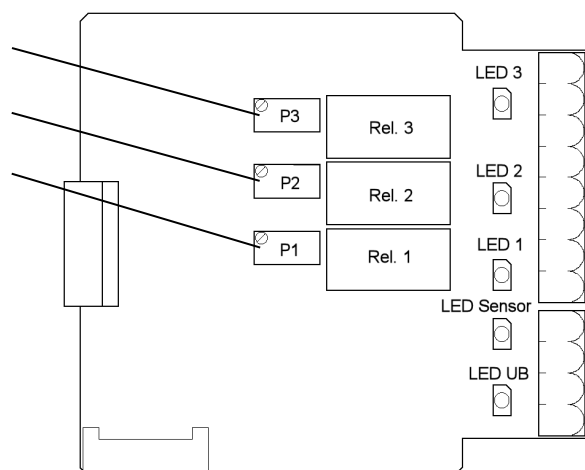 LED 3
P3
Rel. 3
P2
Rel. 2
LED 2
P1
Rel. 1
LED 1
LED Sensor
LED UB